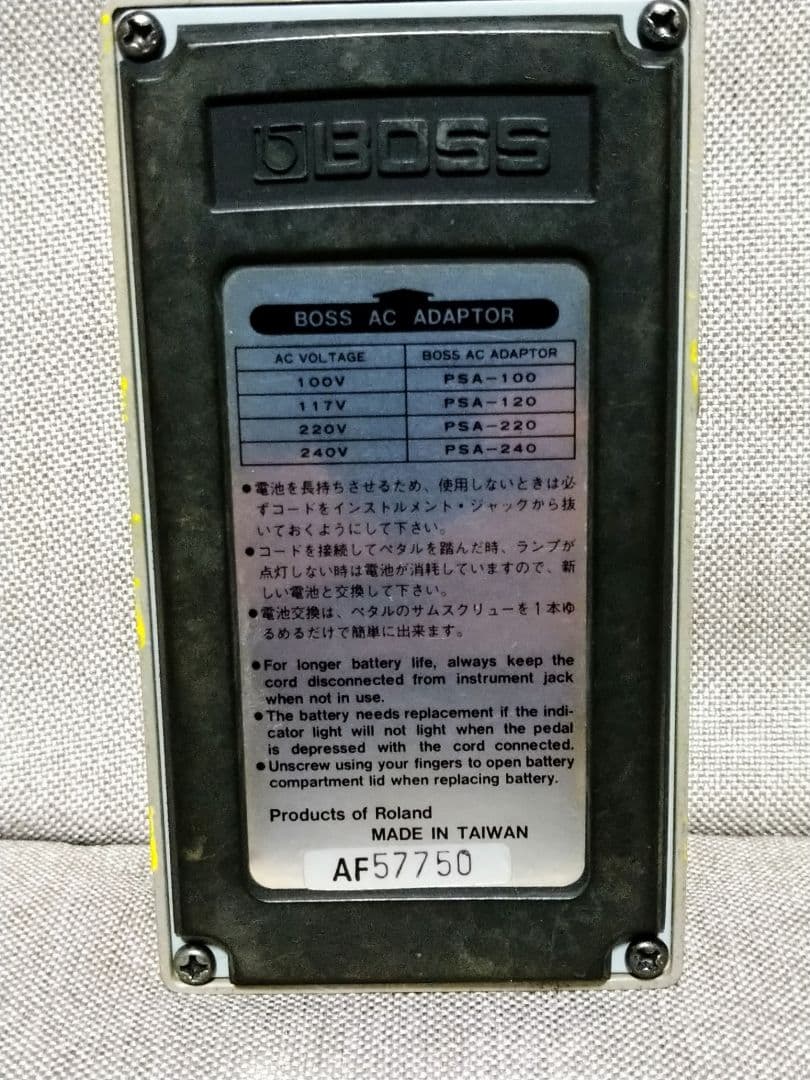 BOSS
BOSS AC ADAPTOR
AC VOLTAGE BOSS AC ADAPTOR
100V PSA-100
117V PSA-120
220V PSA-220
240V PSA-240
●電池を長持ちさせるため、使用しないときは必
ずコードをインストルメント・ジャックから抜
いておくようにして下さい。
●コードを接続してペタルを踏んだ時、ランプが
点灯しない時は電池が消耗していますので、新
しい電池と交換して下さい。
●電池交換は、ペタルのサムスクリューを1本ゆ
るめるだけで簡単に出来ます。
●For longer battery life, always keep the
cord disconnected from instrument jack
when not in use.
●The battery needs replacement if the indi-
cator light will not light when the pedal
is depressed with the cord connected.
●Unscrew using your fingers to open battery
compartment lid when replacing battery.
Products of Roland
MADE IN TAIWAN
AF57750